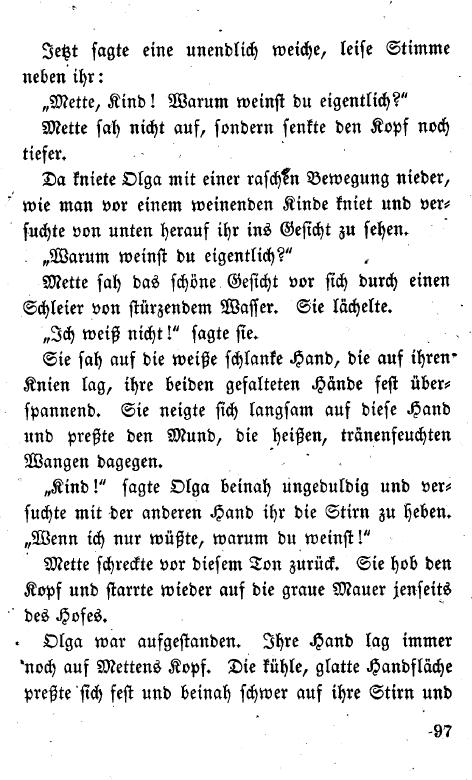 Jetzt sagte eine unendlich weiche, leise Stimme
neben ihr:
„Mette, Kind! Warum weinst du eigentlich?“
Mette sah nicht auf, sondern senkte den Kopf noch
tiefer.
Da kniete Olga mit einer raschen Bewegung nieder,
wie man vor einem weinenden Kinde kniet und ver-
suchte von unten herauf ihr ins Gesicht zu sehen.
„Warum weinst du eigentlich?“
Mette sah das schöne Gesicht vor sich durch einen
Schleier von stürzendem Wasser. Sie lächelte.
„Ich weiß nicht!“ sagte sie.
Sie sah auf die weiße schlanke Hand, die auf ihren
Knien lag, ihre beiden gefalteten Hände fest über-
spannend. Sie neigte sich langsam auf diese Hand
und preßte den Mund, die heißen, tränenfeuchten
Wangen dagegen.
„Kind!“ sagte Olga beinah ungeduldig und ver-
suchte mit der anderen Hand ihr die Stirn zu heben.
„Wenn ich nur wüßte, warum du weinst!“
Mette schreckte vor diesem Ton zurück. Sie hob den
Kopf und starrte wieder auf die graue Mauer jenseits
des Hofes.
Olga war aufgestanden. Ihre Hand lag immer
noch auf Mettens Kopf. Die kühle, glatte Handfläche
preßte sich fest und beinah schwer auf ihre Stirn und
97